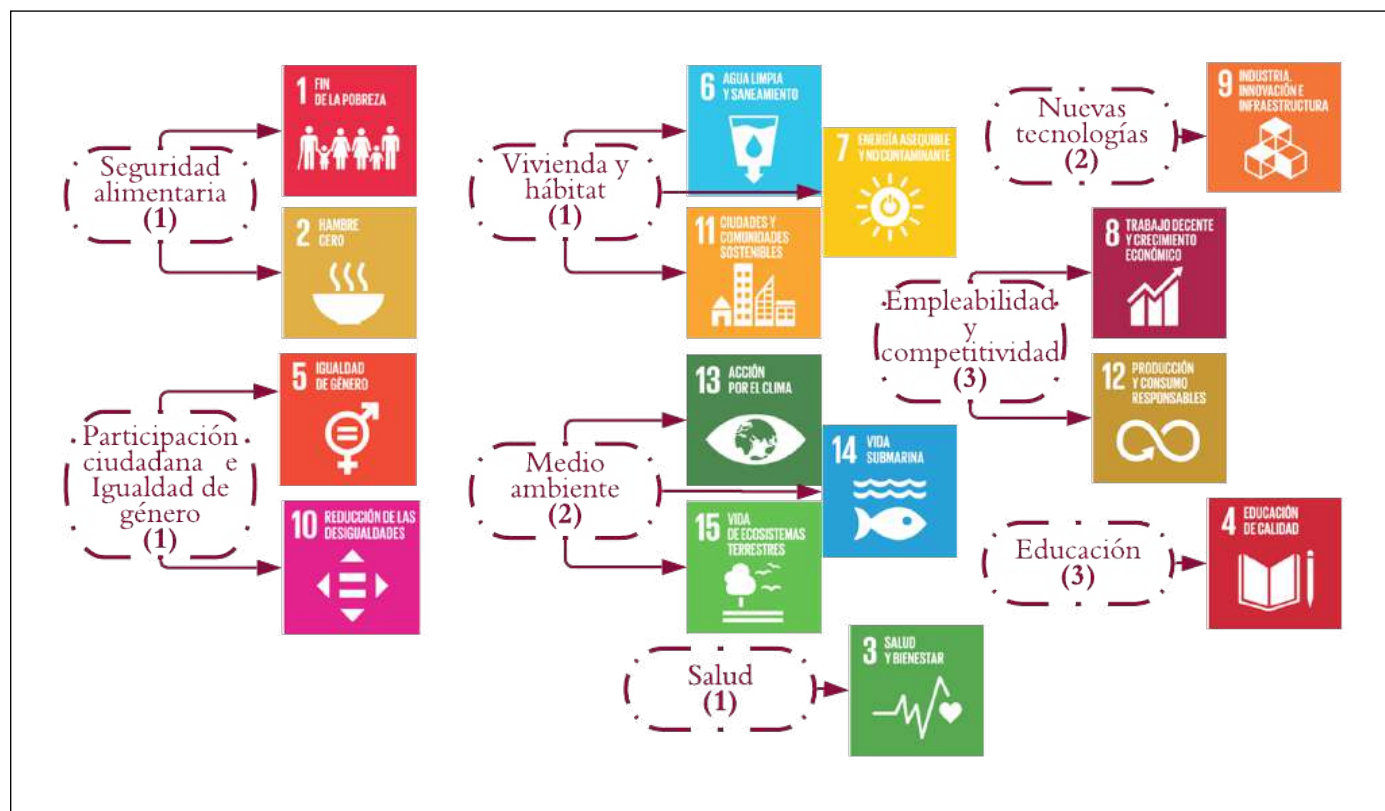 1 FIN
DE LA POBREZA
Seguridad
alimentaria
(1)
2 HAMBRE
CERO
5 IGUALDAD
DE GÉNERO
Participación
ciudadana e
Igualdad de
género
(1)
10 REDUCCIÓN DE LAS
DESIGUALDADES
6 AGUA LIMPIA
Y SANEAMIENTO
7 ENERGÍA ASEQUIBLE
Y NO CONTAMINANTE
Vivienda y
hábitat
(1)
11 CIUDADES Y
COMUNIDADES
SOSTENIBLES
13 ACCIÓN
POR EL CLIMA
14 VIDA
SUBMARINA
Medio
ambiente
(2)
15 VIDA
DE ECOSISTEMAS
TERRESTRES
Salud
(1)
3 SALUD
Y BIENESTAR
Nuevas
tecnologías
(2)
9 INDUSTRIA,
INNOVACIÓN E
INFRAESTRUCTURA
8 TRABAJO DECENTE
Y CRECIMIENTO
ECONÓMICO
Empleabilidad
y
competitividad
(3)
12 PRODUCCIÓN
Y CONSUMO
RESPONSABLES
Educación
(3)
4 EDUCACIÓN
DE CALIDAD